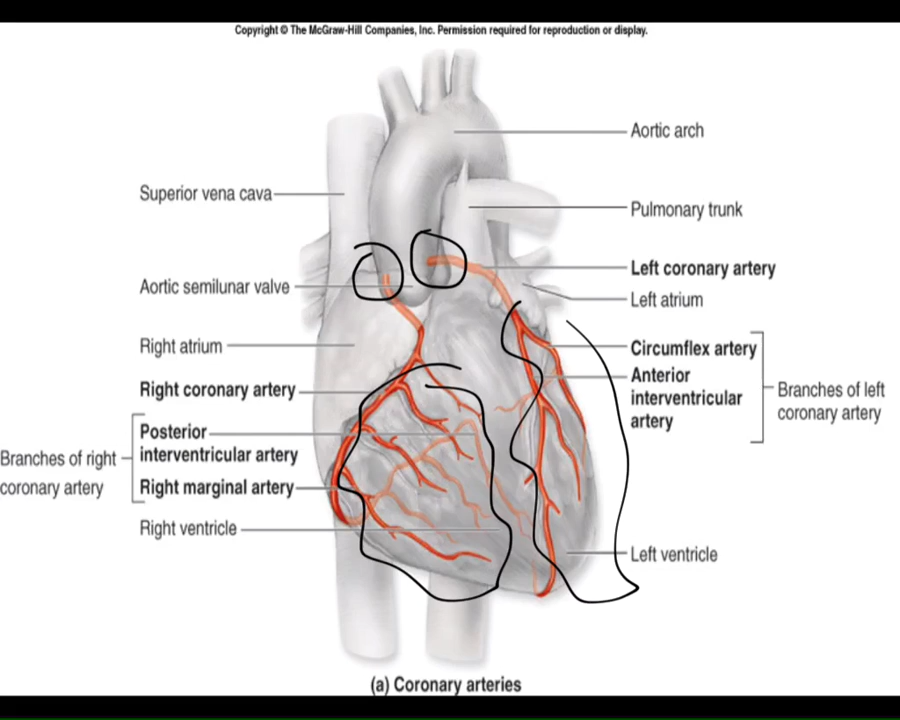 Copyright © The McGraw-Hill Companies, Inc. Permission required for reproduction or display.
Aortic arch
Superior vena cava
Pulmonary trunk
Left coronary artery
Aortic semilunar valve
Left atrium
Right atrium
Circumflex artery
Anterior
interventricular
artery
Branches of left
coronary artery
Right coronary artery
Posterior
interventricular artery
Branches of right
coronary artery
Right marginal artery
Right ventricle
Left ventricle
(a) Coronary arteries